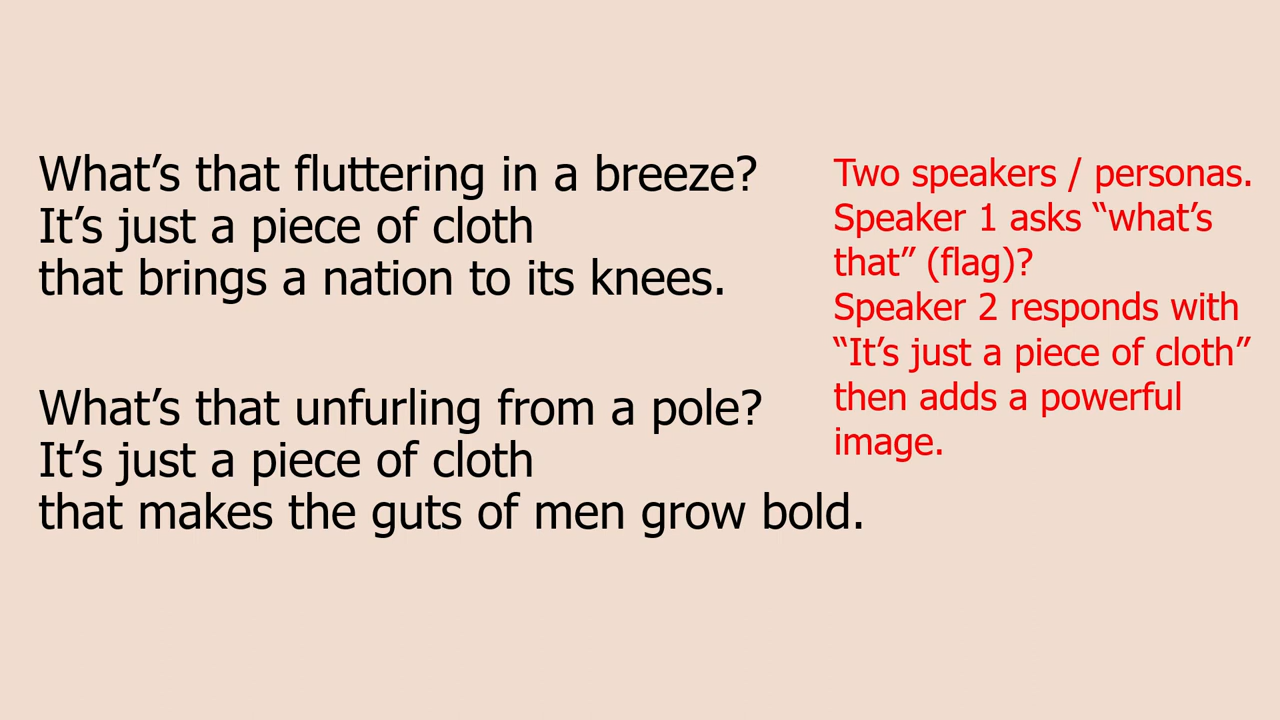 What’s that fluttering in a breeze?
It’s just a piece of cloth
that brings a nation to its knees.
What’s that unfurling from a pole?
It’s just a piece of cloth
that makes the guts of men grow bold.
Two speakers / personas.
Speaker 1 asks “what’s
that” (flag)?
Speaker 2 responds with
“It’s just a piece of cloth”
then adds a powerful
image.